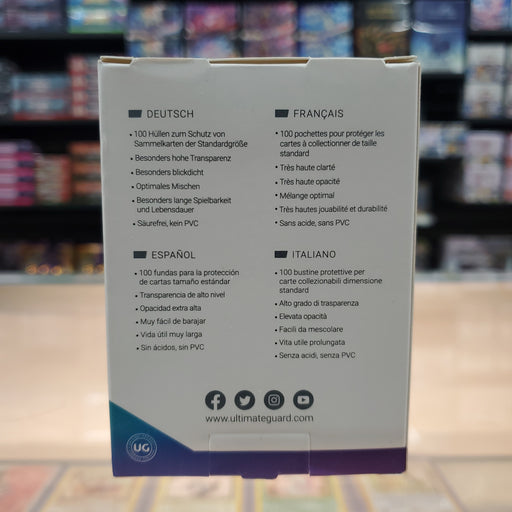 DEUTSCH
• 100 Hüllen zum Schutz von
Sammelkarten der Standardgröße
• Besonders hohe Transparenz
• Besonders blickdicht
• Optimales Mischen
• Besonders lange Spielbarkeit
und Lebensdauer
• Säurefrei, kein PVC
FRANÇAIS
• 100 pochettes pour protéger les
cartes à collectionner de taille
standard
• Très haute clarté
• Très haute opacité
• Mélange optimal
• Très hautes jouabilité et durabilité
• Sans acide, sans PVC
ESPAÑOL
• 100 fundas para la protección
de cartas tamaño estándar
• Transparencia de alto nivel
• Opacidad extra alta
• Muy fácil de barajar
• Vida útil muy larga
• Sin ácidos, sin PVC
ITALIANO
• 100 bustine protettive per
carte collezionabili dimensione
standard
• Alto grado di trasparenza
• Elevata opacità
• Facili da mescolare
• Vita utile prolungata
• Senza acidi, senza PVC
www.ultimateguard.com
UG